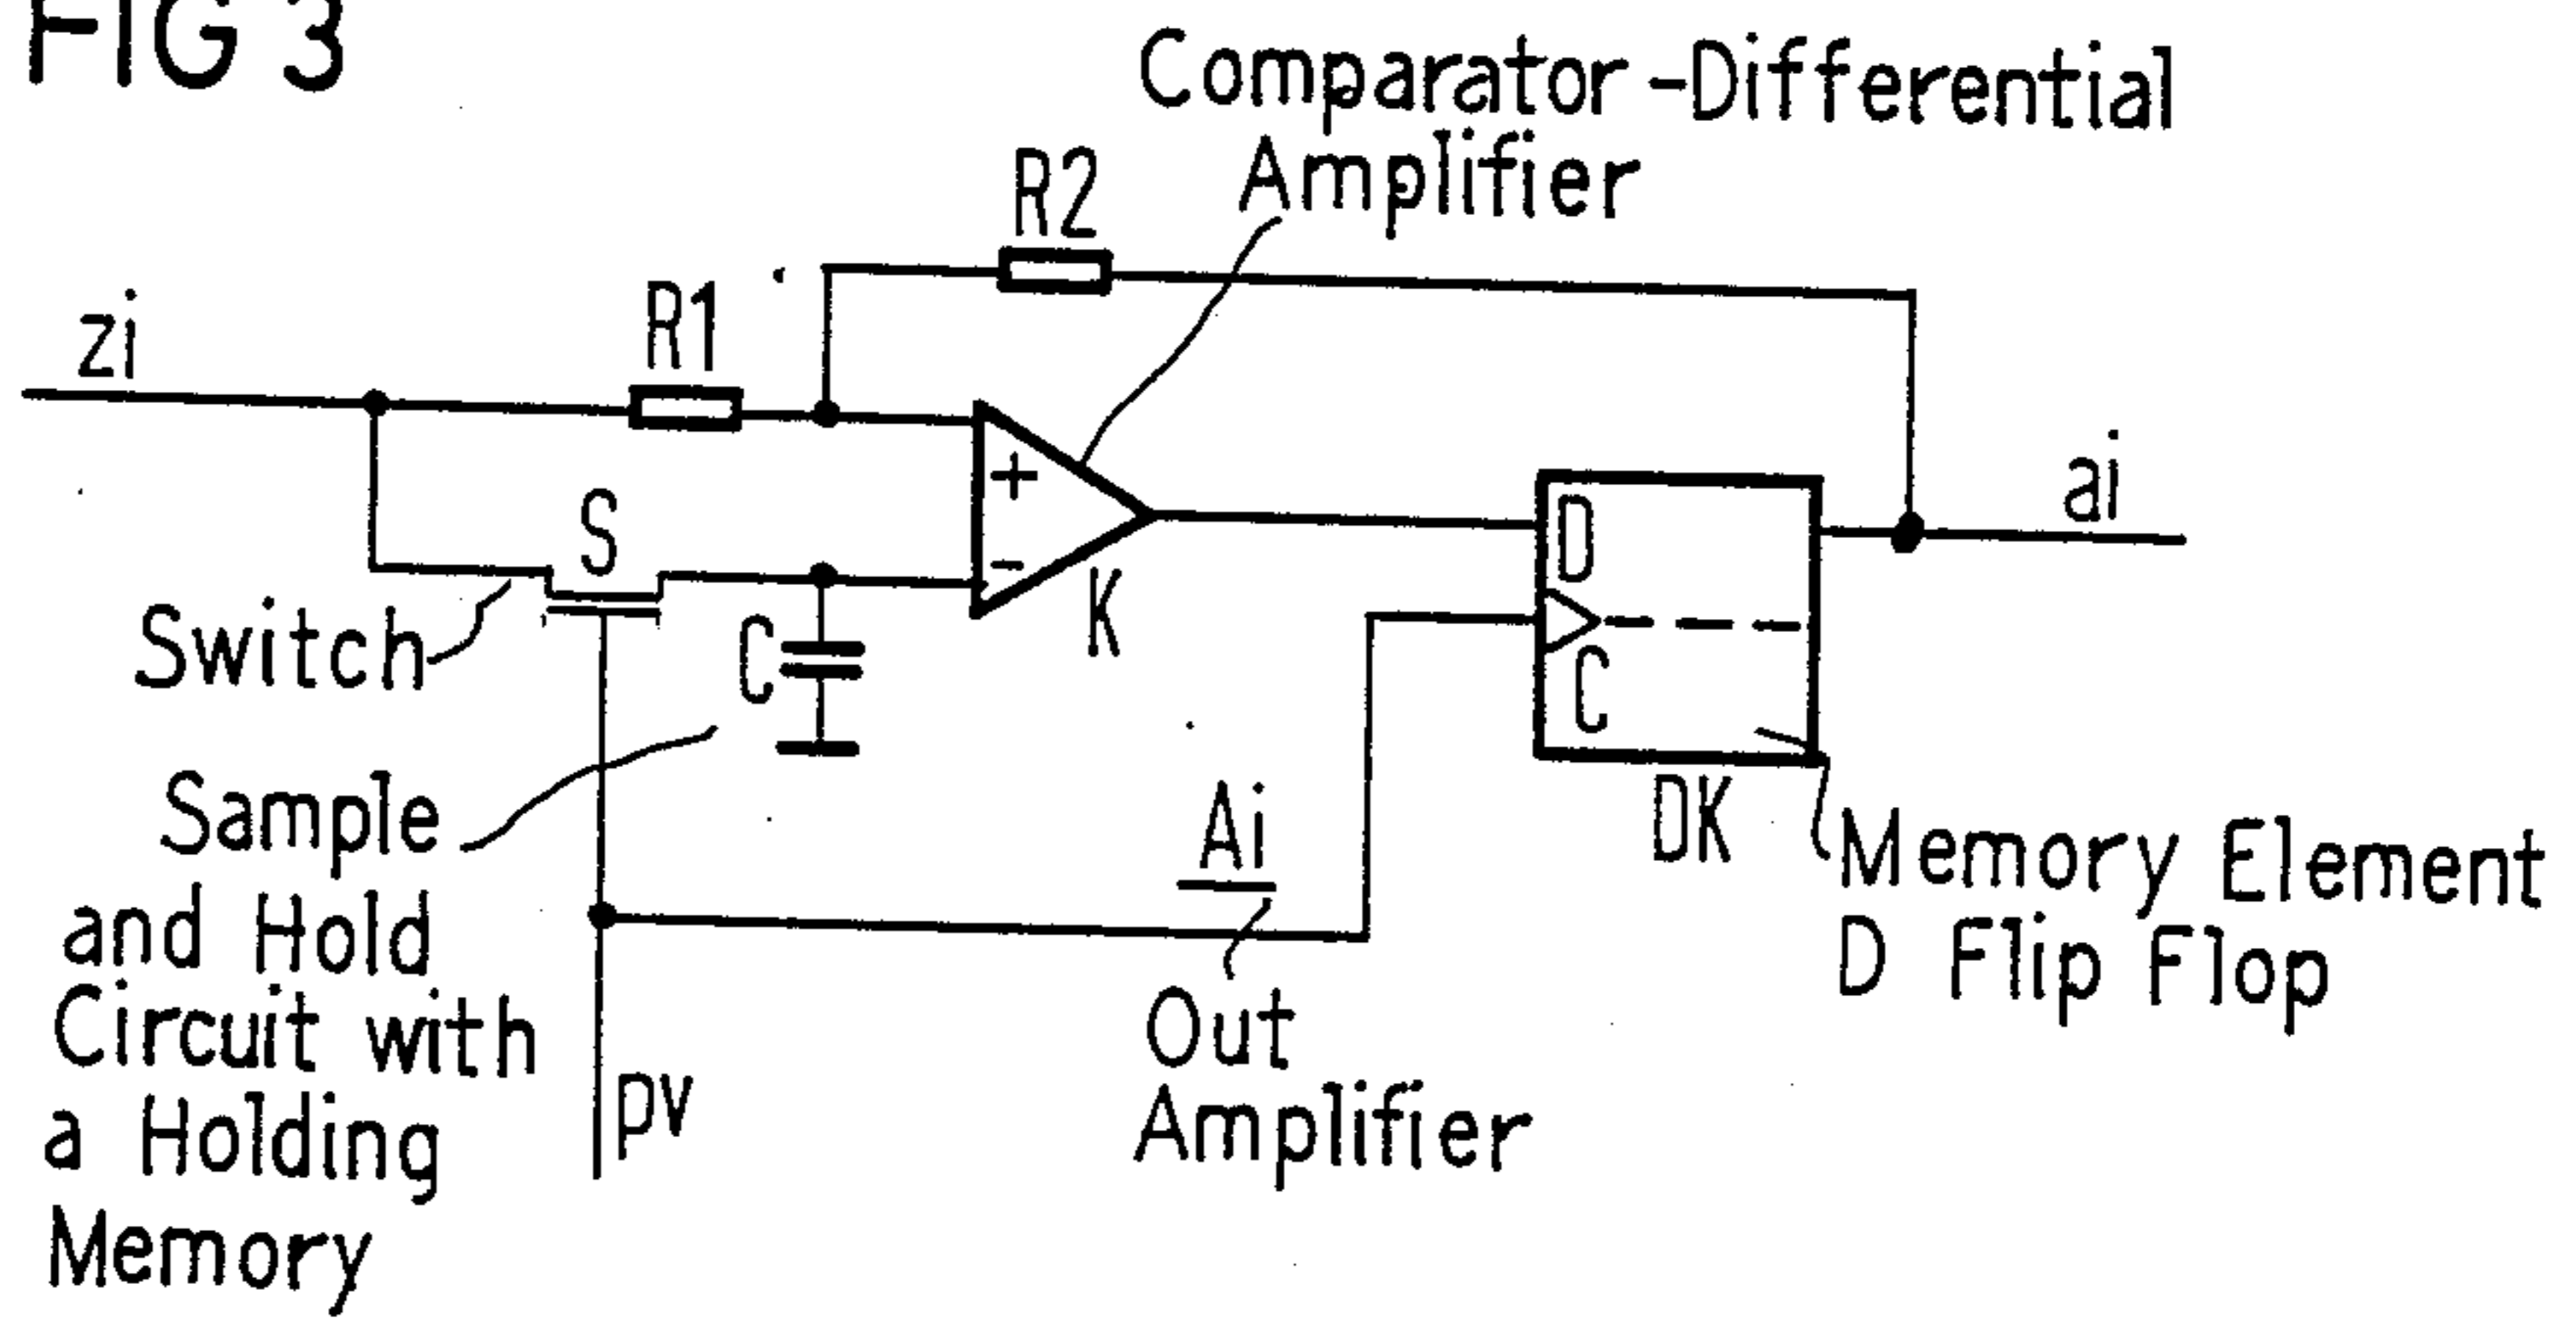 FIG 3
Comparator-Differential
Amplifier
R2
R1
zi
S
Switch
+
-
K
C
D
C
DK
ai
Sample
and Hold
Circuit with
a Holding
Memory
pv
Ai
Out
Amplifier
Memory Element
D Flip Flop